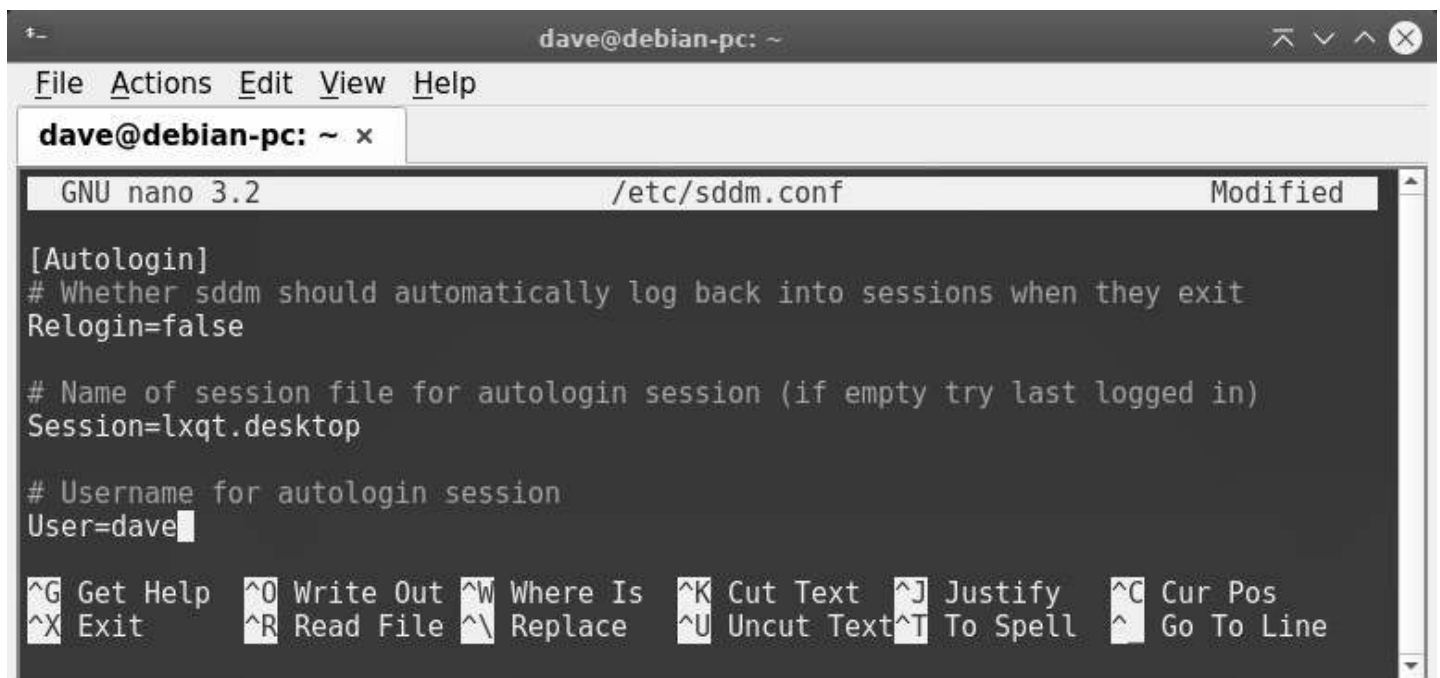 dave@debian-pc: ~
File Actions Edit View Help
dave@debian-pc: ~ ×
GNU nano 3.2 /etc/sddm.conf Modified
[Autologin]
# Whether sddm should automatically log back into sessions when they exit
Relogin=false
# Name of session file for autologin session (if empty try last logged in)
Session=lxqt.desktop
# Username for autologin session
User=dave
^G Get Help ^O Write Out ^W Where Is ^K Cut Text ^J Justify ^C Cur Pos
^X Exit ^R Read File ^\ Replace ^U Uncut Text ^T To Spell ^_ Go To Line